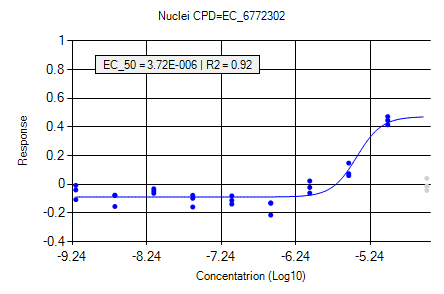 Nuclei CPD=EC_6772302
EC_50 = 3.72E-006 | R2 = 0.92
Response
1
0.8
0.6
0.4
0.2
0
-0.2
-0.4
-9.24 -8.24 -7.24 -6.24 -5.24
Concentatrion (Log10)